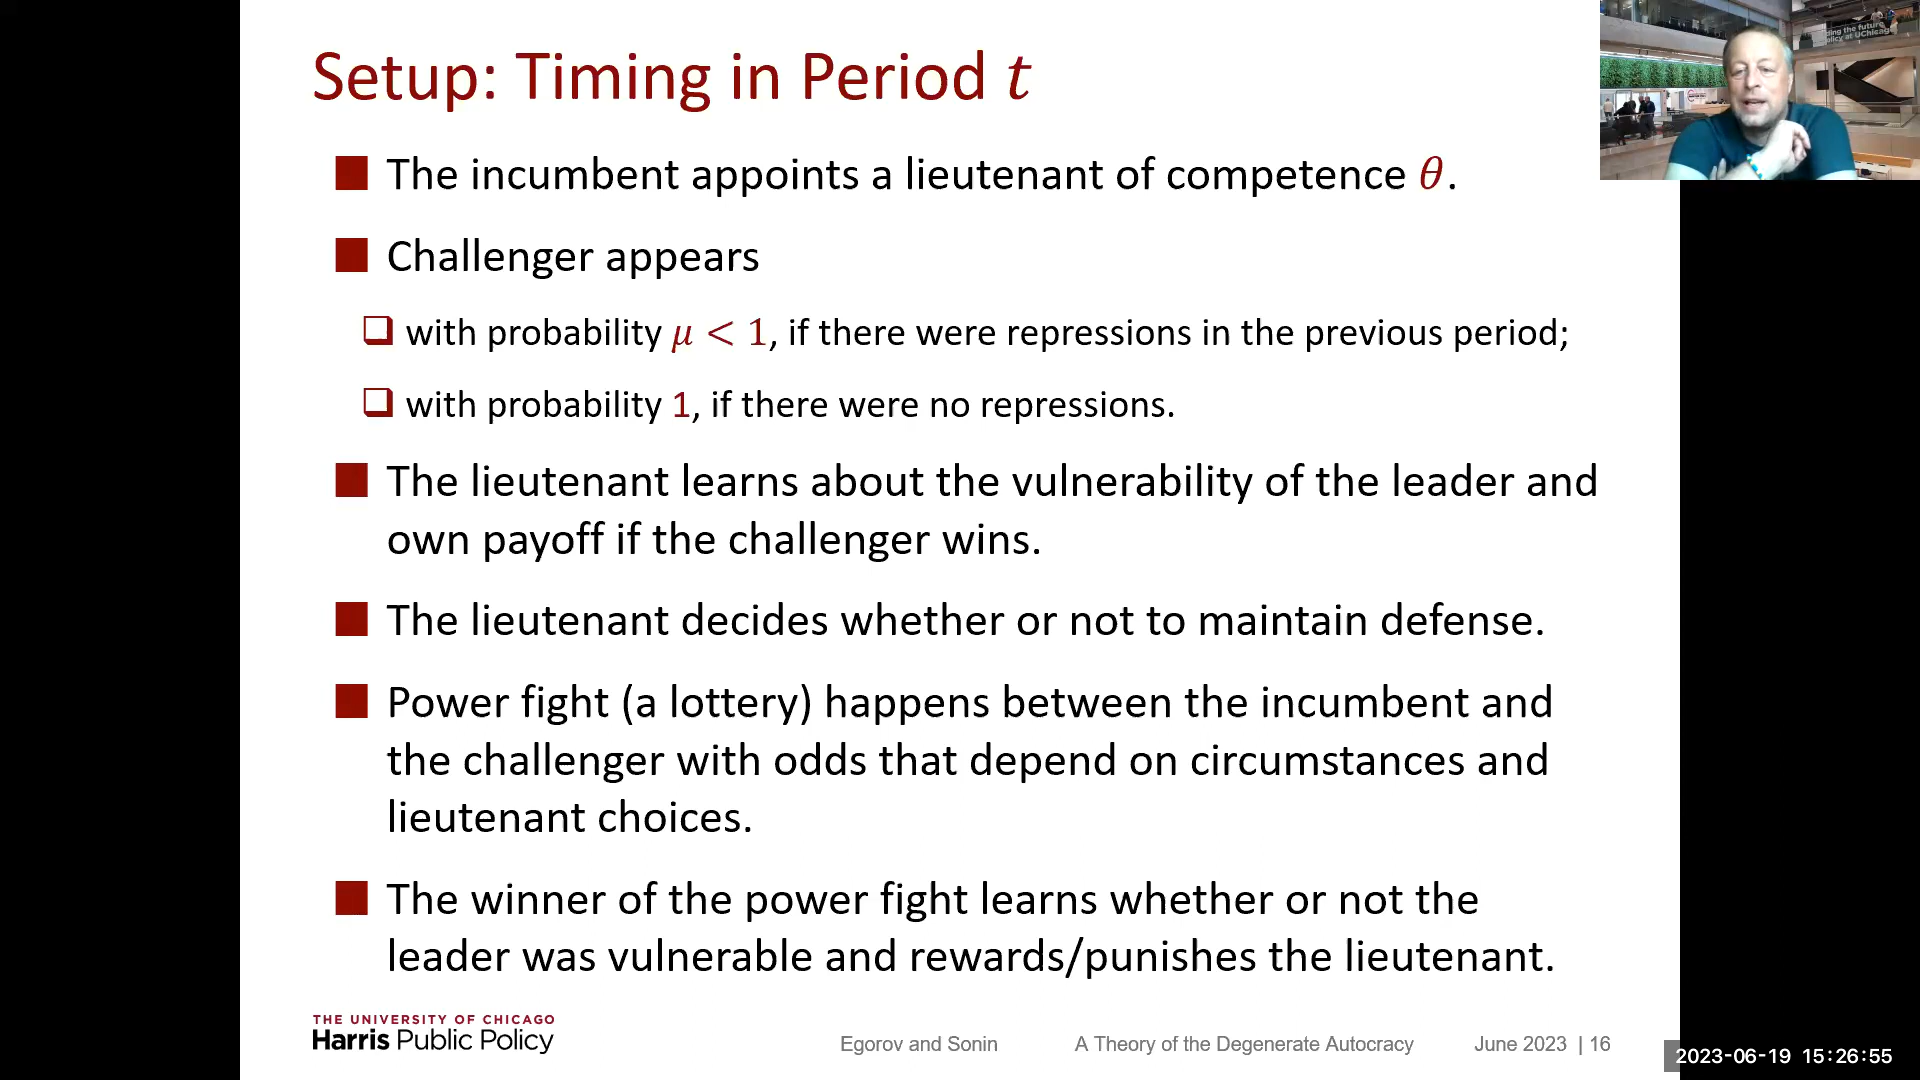 Setup: Timing in Period t
The incumbent appoints a lieutenant of competence θ.
Challenger appears
with probability μ < 1, if there were repressions in the previous period;
with probability 1, if there were no repressions.
The lieutenant learns about the vulnerability of the leader and
own payoff if the challenger wins.
The lieutenant decides whether or not to maintain defense.
Power fight (a lottery) happens between the incumbent and
the challenger with odds that depend on circumstances and
lieutenant choices.
The winner of the power fight learns whether or not the
leader was vulnerable and rewards/punishes the lieutenant.
THE UNIVERSITY OF CHICAGO
Harris Public Policy
Egorov and Sonin
A Theory of the Degenerate Autocracy
June 2023 | 16
2023-06-19 15:26:55